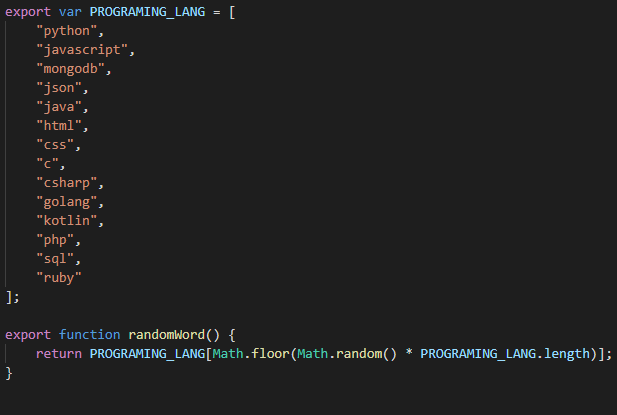 export var PROGRAMING_LANG = [
    "python",
    "javascript",
    "mongodb",
    "json",
    "java",
    "html",
    "css",
    "c",
    "csharp",
    "golang",
    "kotlin",
    "php",
    "sql",
    "ruby"
];

export function randomWord() {
    return PROGRAMING_LANG[Math.floor(Math.random() * PROGRAMING_LANG.length)];
}